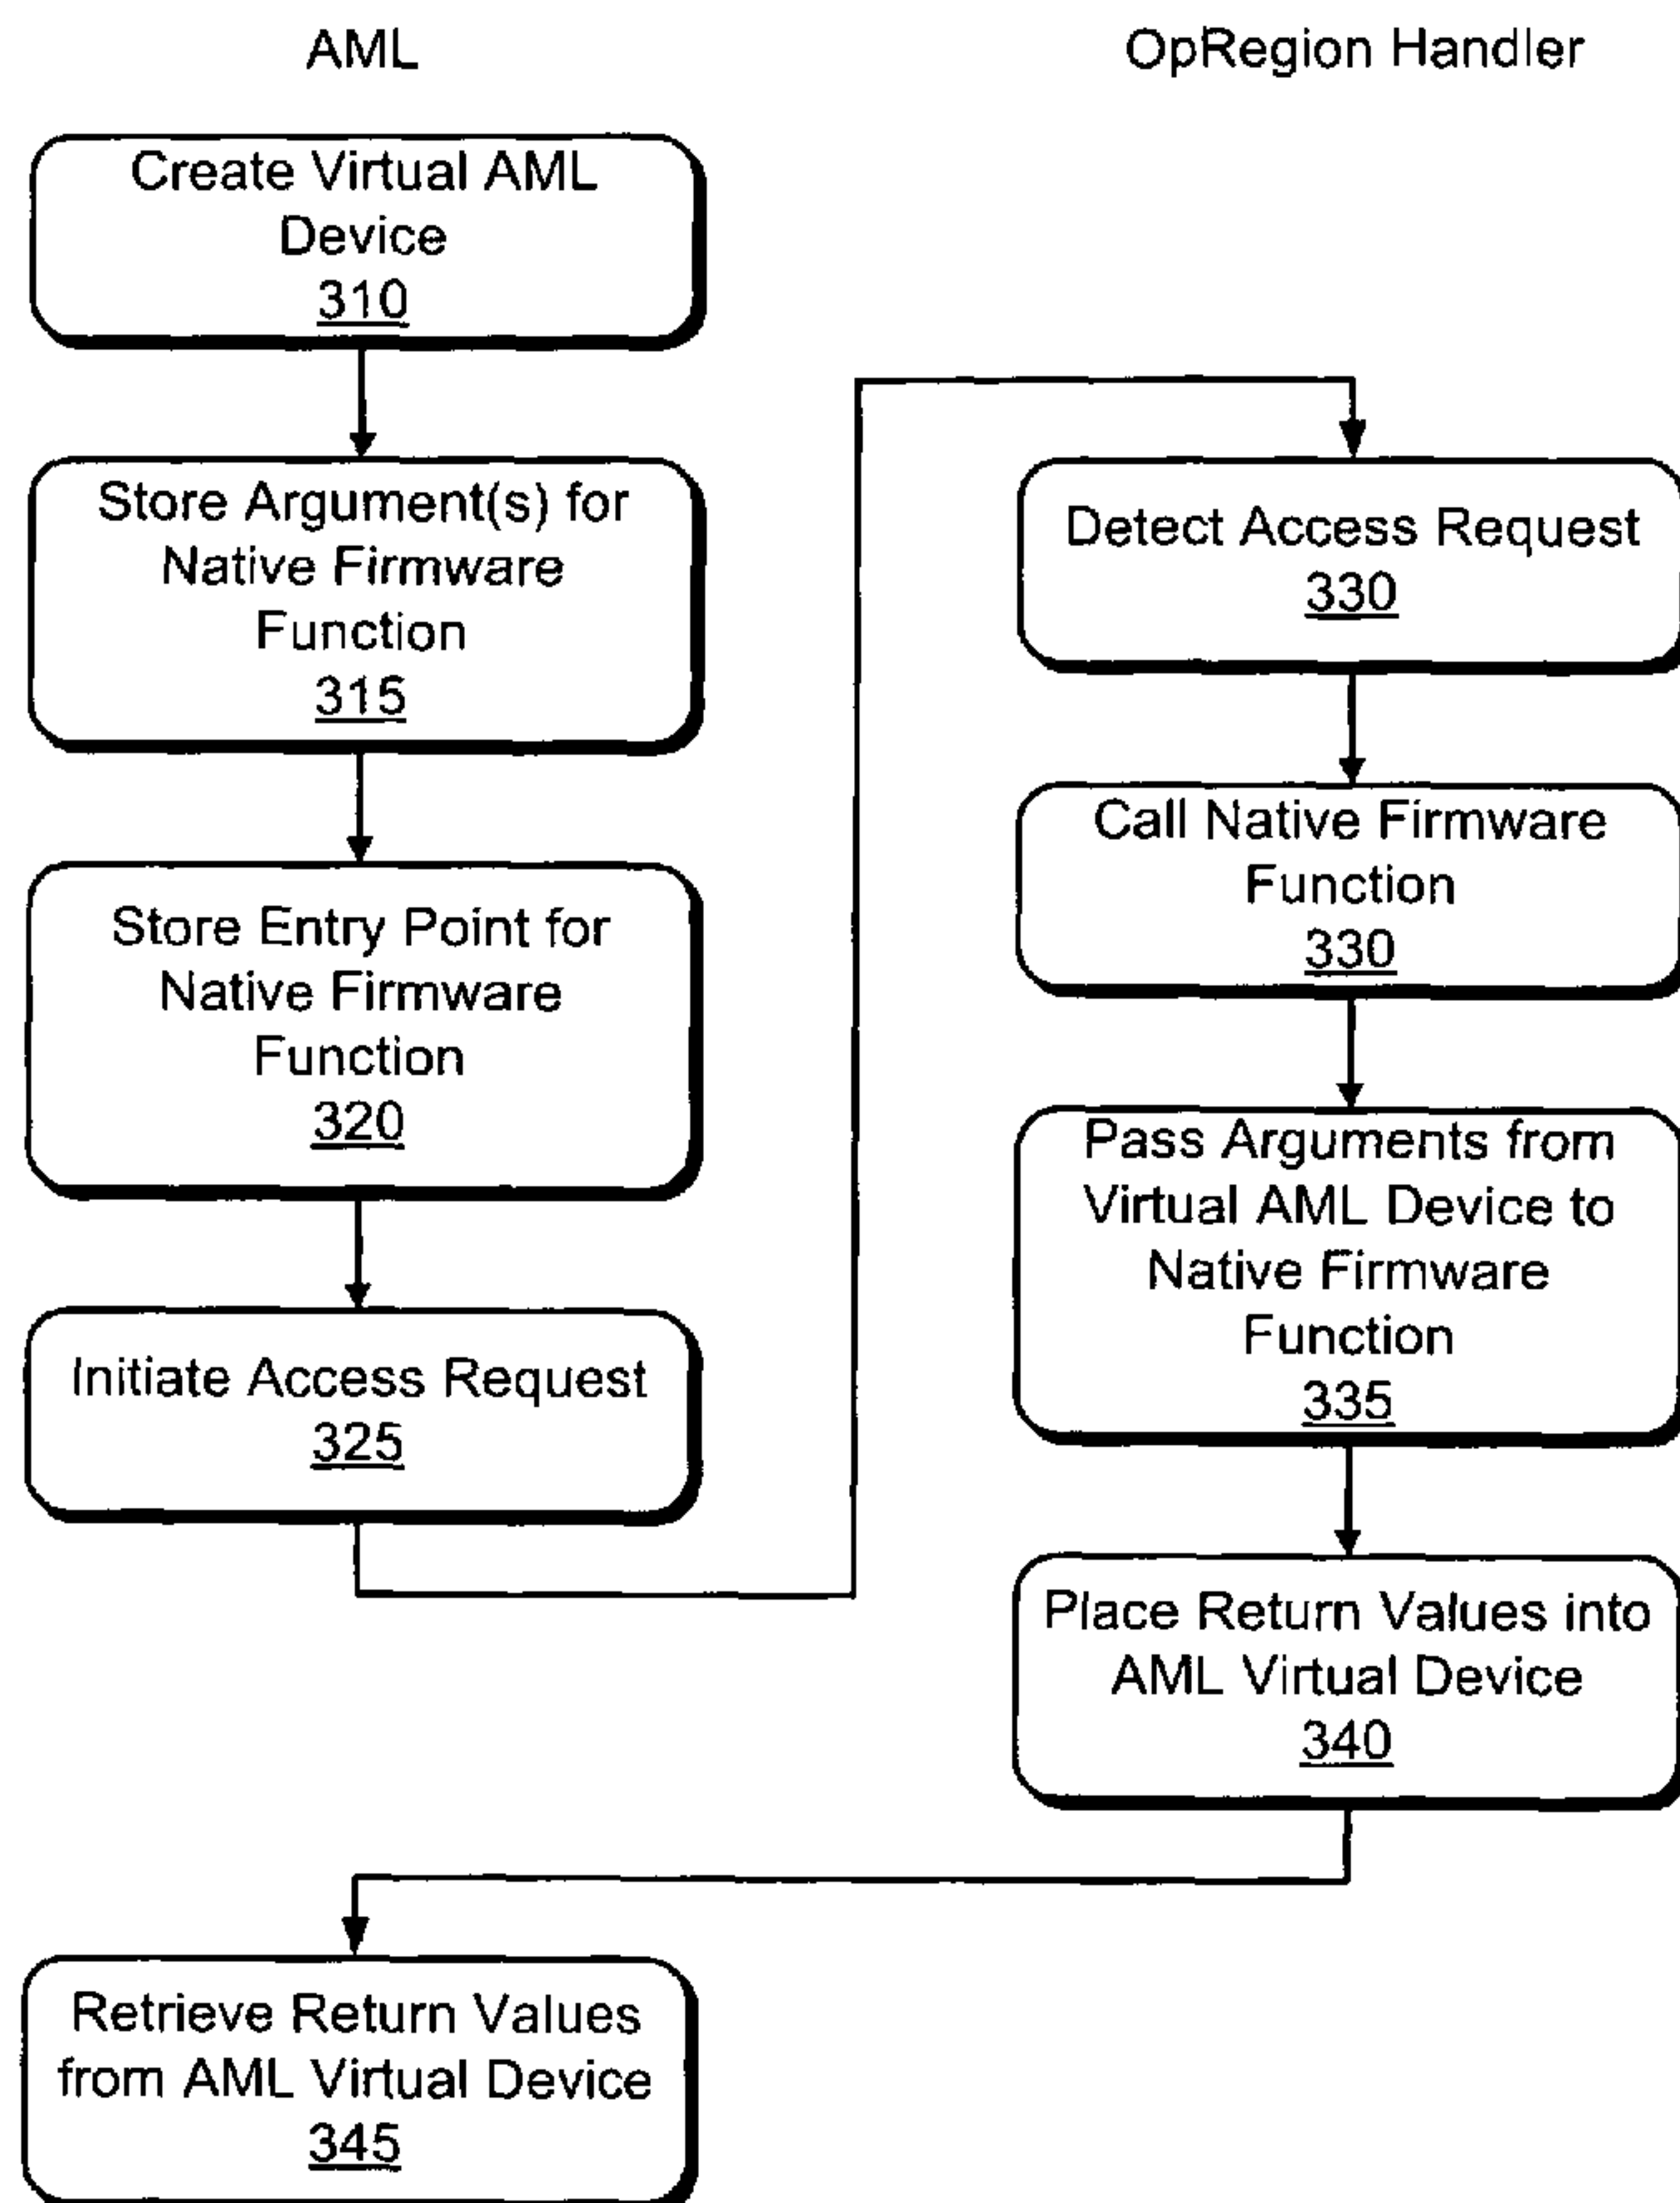 AML
Create Virtual AML
Device
310
Store Argument(s) for
Native Firmware
Function
315
Store Entry Point for
Native Firmware
Function
320
Initiate Access Request
325
OpRegion Handler
Detect Access Request
330
Call Native Firmware
Function
330
Pass Arguments from
Virtual AML Device to
Native Firmware
Function
335
Place Return Values into
AML Virtual Device
340
Retrieve Return Values
from AML Virtual Device
345